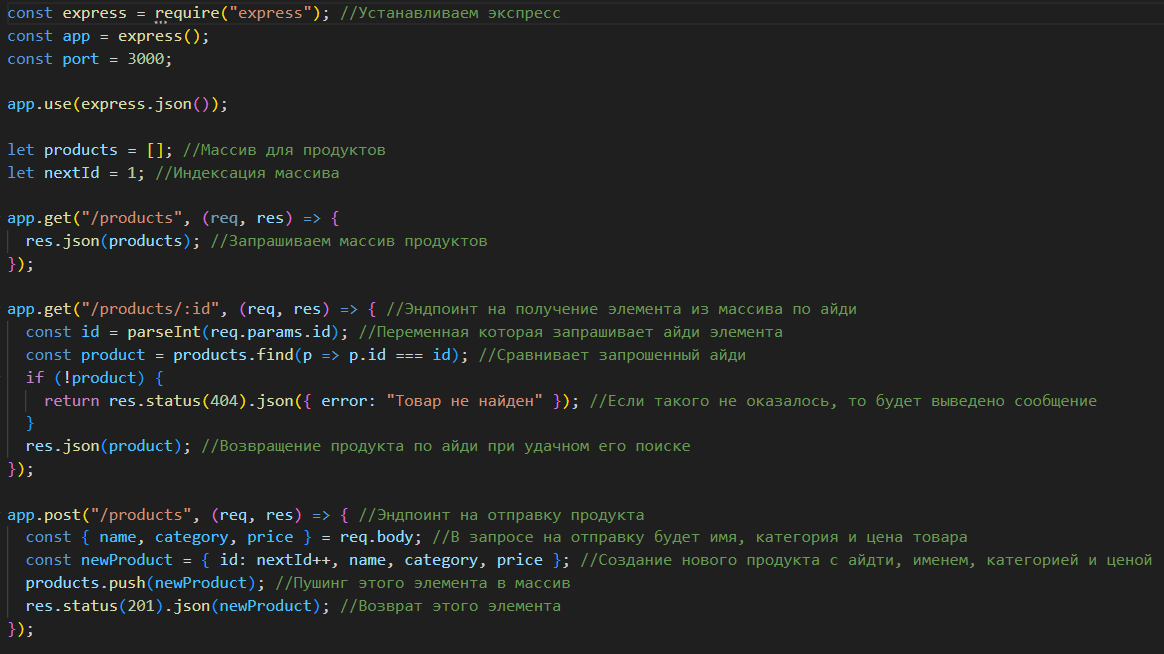 const express = require("express"); //Устанавливаем экспресс
const app = express();
const port = 3000;
app.use(express.json());
let products = []; //Массив для продуктов
let nextId = 1; //Индексация массива
app.get("/products", (req, res) => {
res.json(products); //Запрашиваем массив продуктов
});
app.get("/products/:id", (req, res) => { //Эндпоинт на получение элемента из массива по айди
const id = parseInt(req.params.id); //Переменная которая запрашивает айди элемента
const product = products.find(p => p.id === id); //Сравнивает запрошенный айди
if (!product) {
return res.status(404).json({ error: "Товар не найден" }); //Если такого не оказалось, то будет выведено сообщение
}
res.json(product); //Возвращение продукта по айди при удачном его поиске
});
app.post("/products", (req, res) => { //Эндпоинт на отправку продукта
const { name, category, price } = req.body; //В запросе на отправку будет имя, категория и цена товара
const newProduct = { id: nextId++, name, category, price }; //Создание нового продукта с айдти, именем, категорией и ценой
products.push(newProduct); //Пушинг этого элемента в массив
res.status(201).json(newProduct); //Возврат этого элемента
});